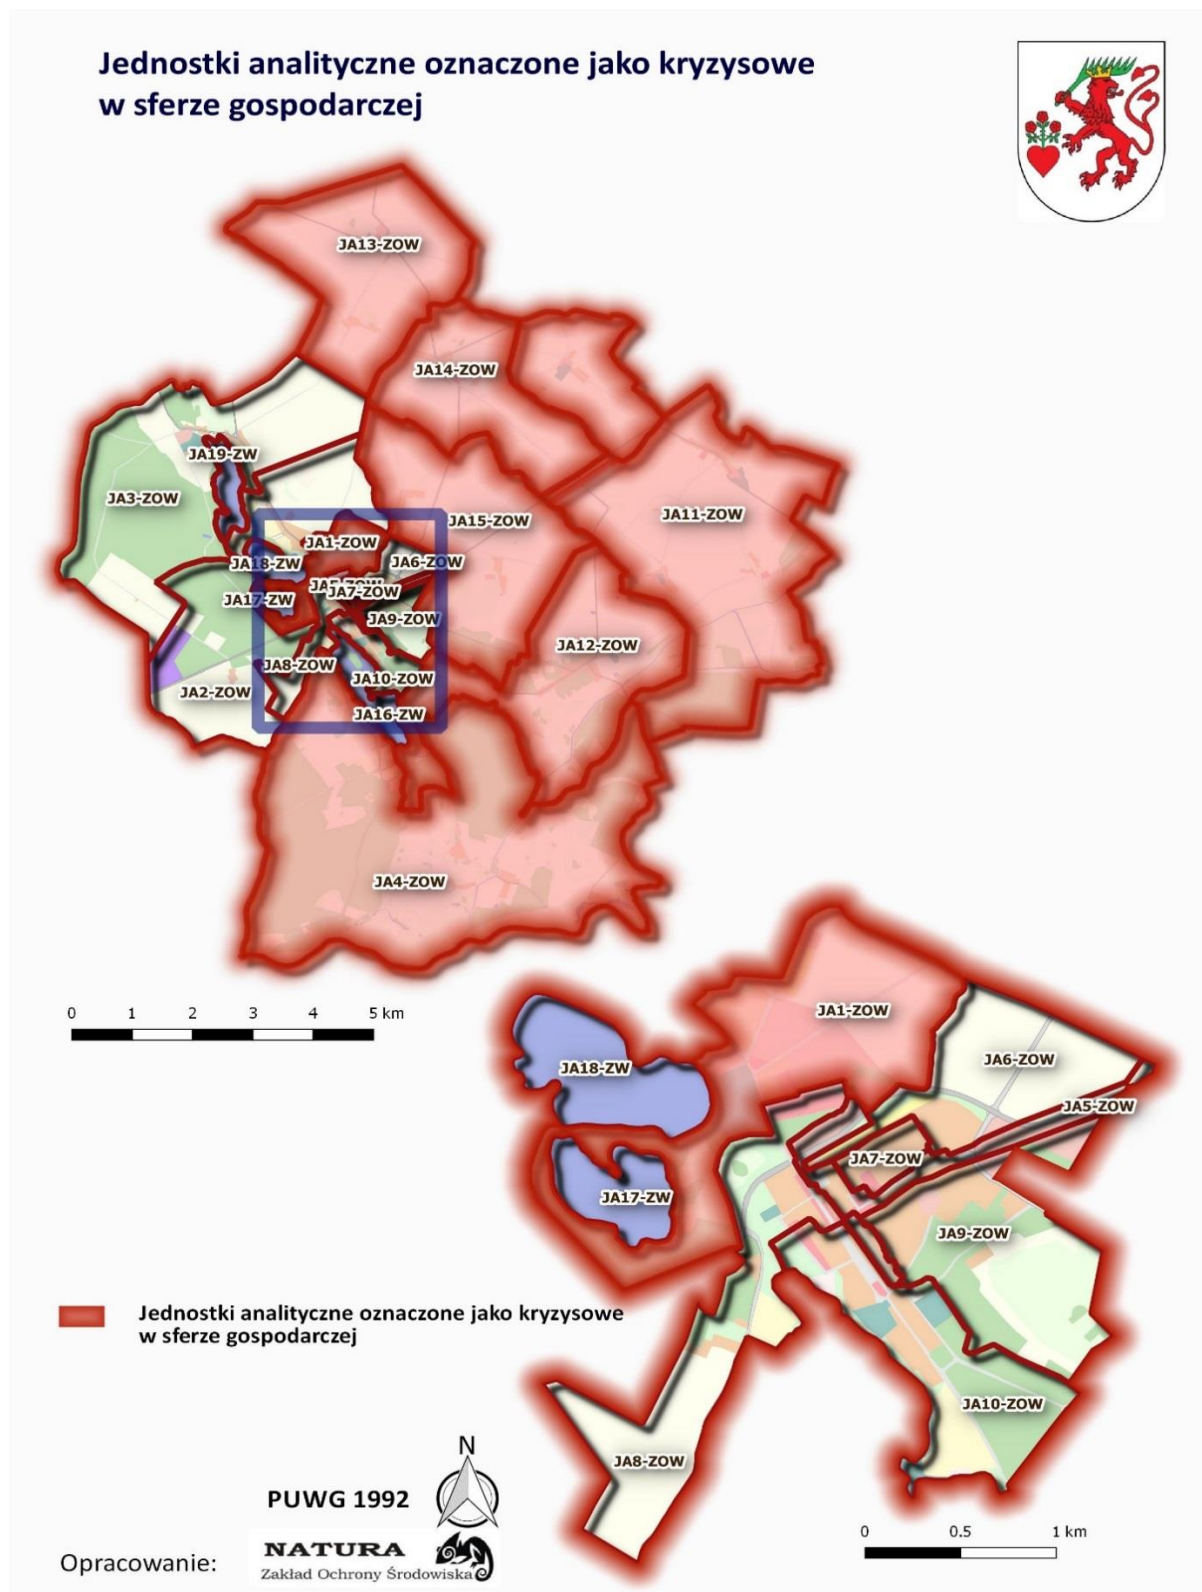 Jednostki analityczne oznaczone jako kryzysowe
w sferze gospodarczej
JA13-ZOW
JA14-ZOW
JA19-ZW
JA3-ZOW
JA11-ZOW
JA15-ZOW
JA1-ZOW
JA6-ZOW
JA18-ZW
JA7-ZOW
JA17-ZW
JA9-ZOW
JA12-ZOW
JA8-ZOW
JA10-ZOW
JA2-ZOW
JA16-ZW
JA4-ZOW
0 1 2 3 4 5 km
JA1-ZOW
JA6-ZOW
JA18-ZW
JA5-ZOW
JA7-ZOW
JA17-ZW
JA9-ZOW
Jednostki analityczne oznaczone jako kryzysowe
w sferze gospodarczej
JA10-ZOW
JA8-ZOW
N
PUWG 1992
0 0.5 1 km
Opracowanie:
NATURA
Zakład Ochrony Środowiska